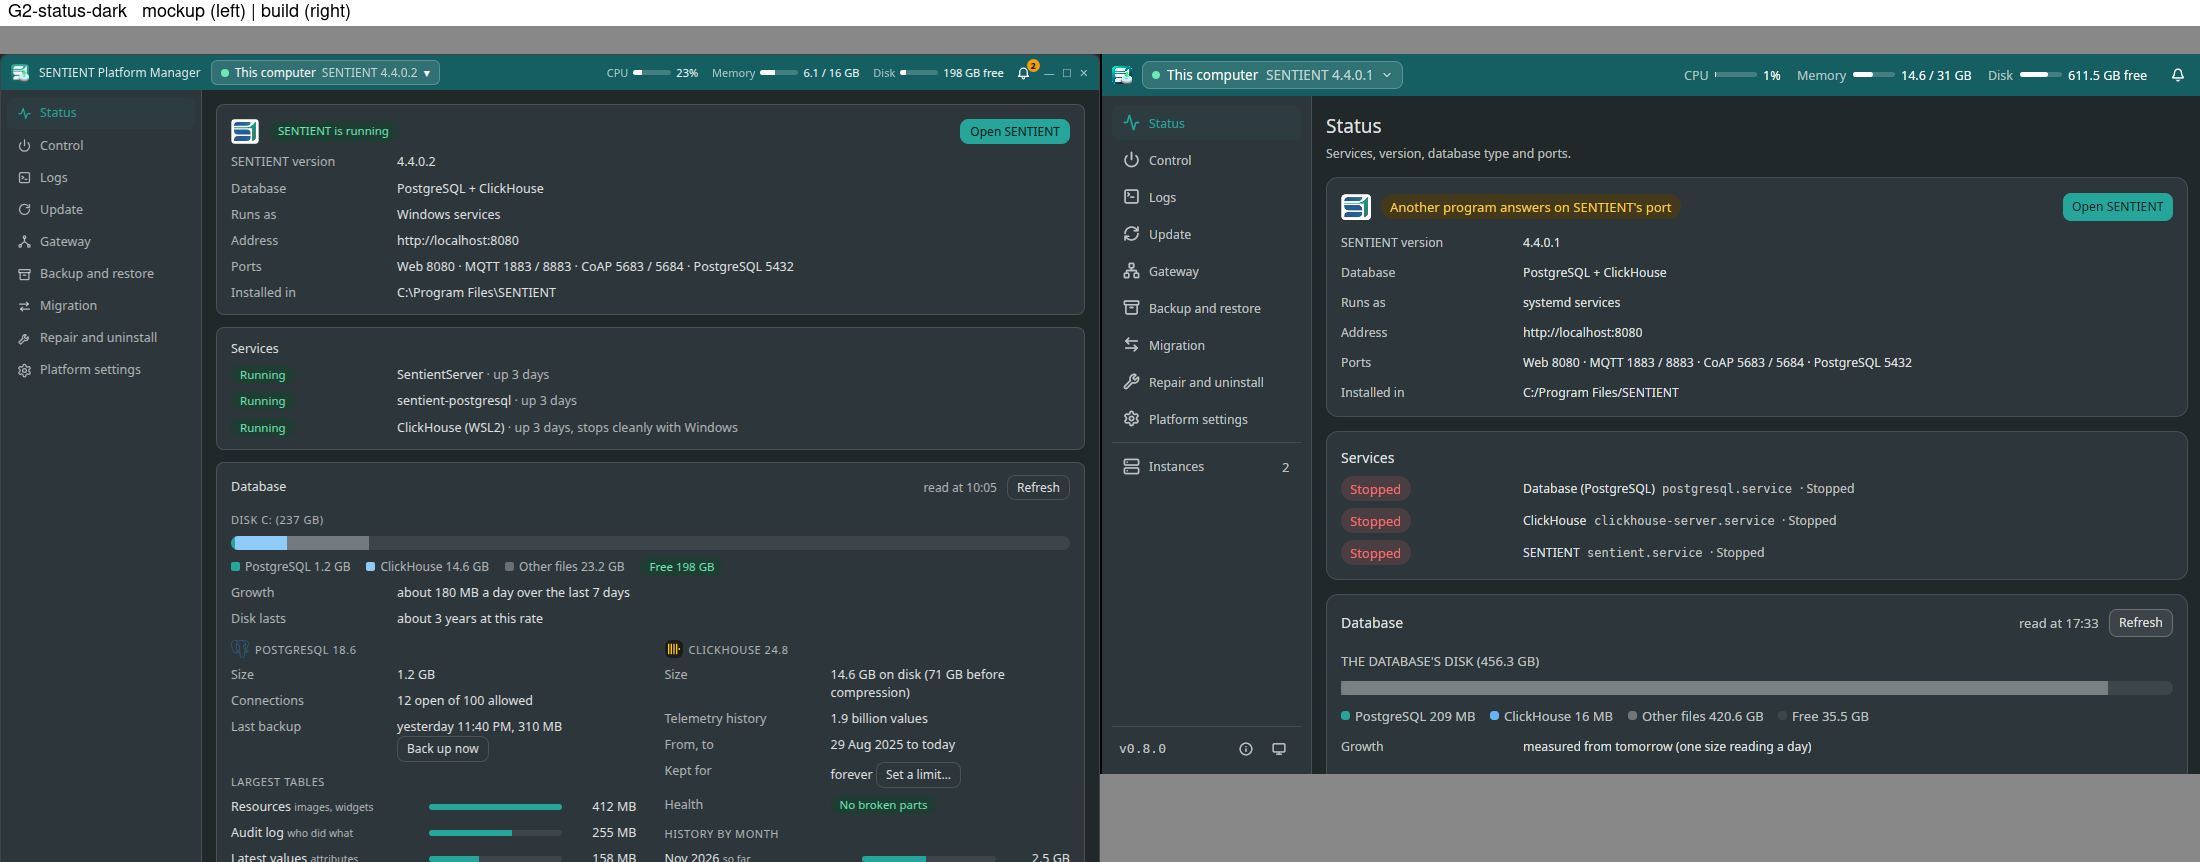 G2-status-dark mockup (left) | build (right)
SENTIENT Platform Manager
This computer SENTIENT 4.4.0.2
CPU 23% Memory 6.1 / 16 GB Disk 198 GB free
2
Status
Control
Logs
Update
Gateway
Backup and restore
Migration
Repair and uninstall
Platform settings
SENTIENT is running
Open SENTIENT
SENTIENT version 4.4.0.2
Database PostgreSQL + ClickHouse
Runs as Windows services
Address http://localhost:8080
Ports Web 8080 · MQTT 1883 / 8883 · CoAP 5683 / 5684 · PostgreSQL 5432
Installed in C:\Program Files\SENTIENT
Services
Running SentientServer · up 3 days
Running sentient-postgresql · up 3 days
Running ClickHouse (WSL2) · up 3 days, stops cleanly with Windows
Database read at 10:05 Refresh
DISK C: (237 GB)
PostgreSQL 1.2 GB ClickHouse 14.6 GB Other files 23.2 GB Free 198 GB
Growth about 180 MB a day over the last 7 days
Disk lasts about 3 years at this rate
POSTGRESQL 18.6
Size 1.2 GB
Connections 12 open of 100 allowed
Last backup yesterday 11:40 PM, 310 MB
Back up now
LARGEST TABLES
Resources images, widgets 412 MB
Audit log who did what 255 MB
Latest values attributes 158 MB
CLICKHOUSE 24.8
Size 14.6 GB on disk (71 GB before
compression)
Telemetry history 1.9 billion values
From, to 29 Aug 2025 to today
Kept for forever Set a limit...
Health No broken parts
HISTORY BY MONTH
Nov 2026 so far 2.5 GB
This computer SENTIENT 4.4.0.1
CPU 1% Memory 14.6 / 31 GB Disk 611.5 GB free
Status
Control
Logs
Update
Gateway
Backup and restore
Migration
Repair and uninstall
Platform settings
Instances 2
v0.8.0
Status
Services, version, database type and ports.
Another program answers on SENTIENT's port
Open SENTIENT
SENTIENT version 4.4.0.1
Database PostgreSQL + ClickHouse
Runs as systemd services
Address http://localhost:8080
Ports Web 8080 · MQTT 1883 / 8883 · CoAP 5683 / 5684 · PostgreSQL 5432
Installed in C:/Program Files/SENTIENT
Services
Stopped Database (PostgreSQL) postgresql.service · Stopped
Stopped ClickHouse clickhouse-server.service · Stopped
Stopped SENTIENT sentient.service · Stopped
Database read at 17:33 Refresh
THE DATABASE'S DISK (456.3 GB)
PostgreSQL 209 MB ClickHouse 16 MB Other files 420.6 GB Free 35.5 GB
Growth measured from tomorrow (one size reading a day)